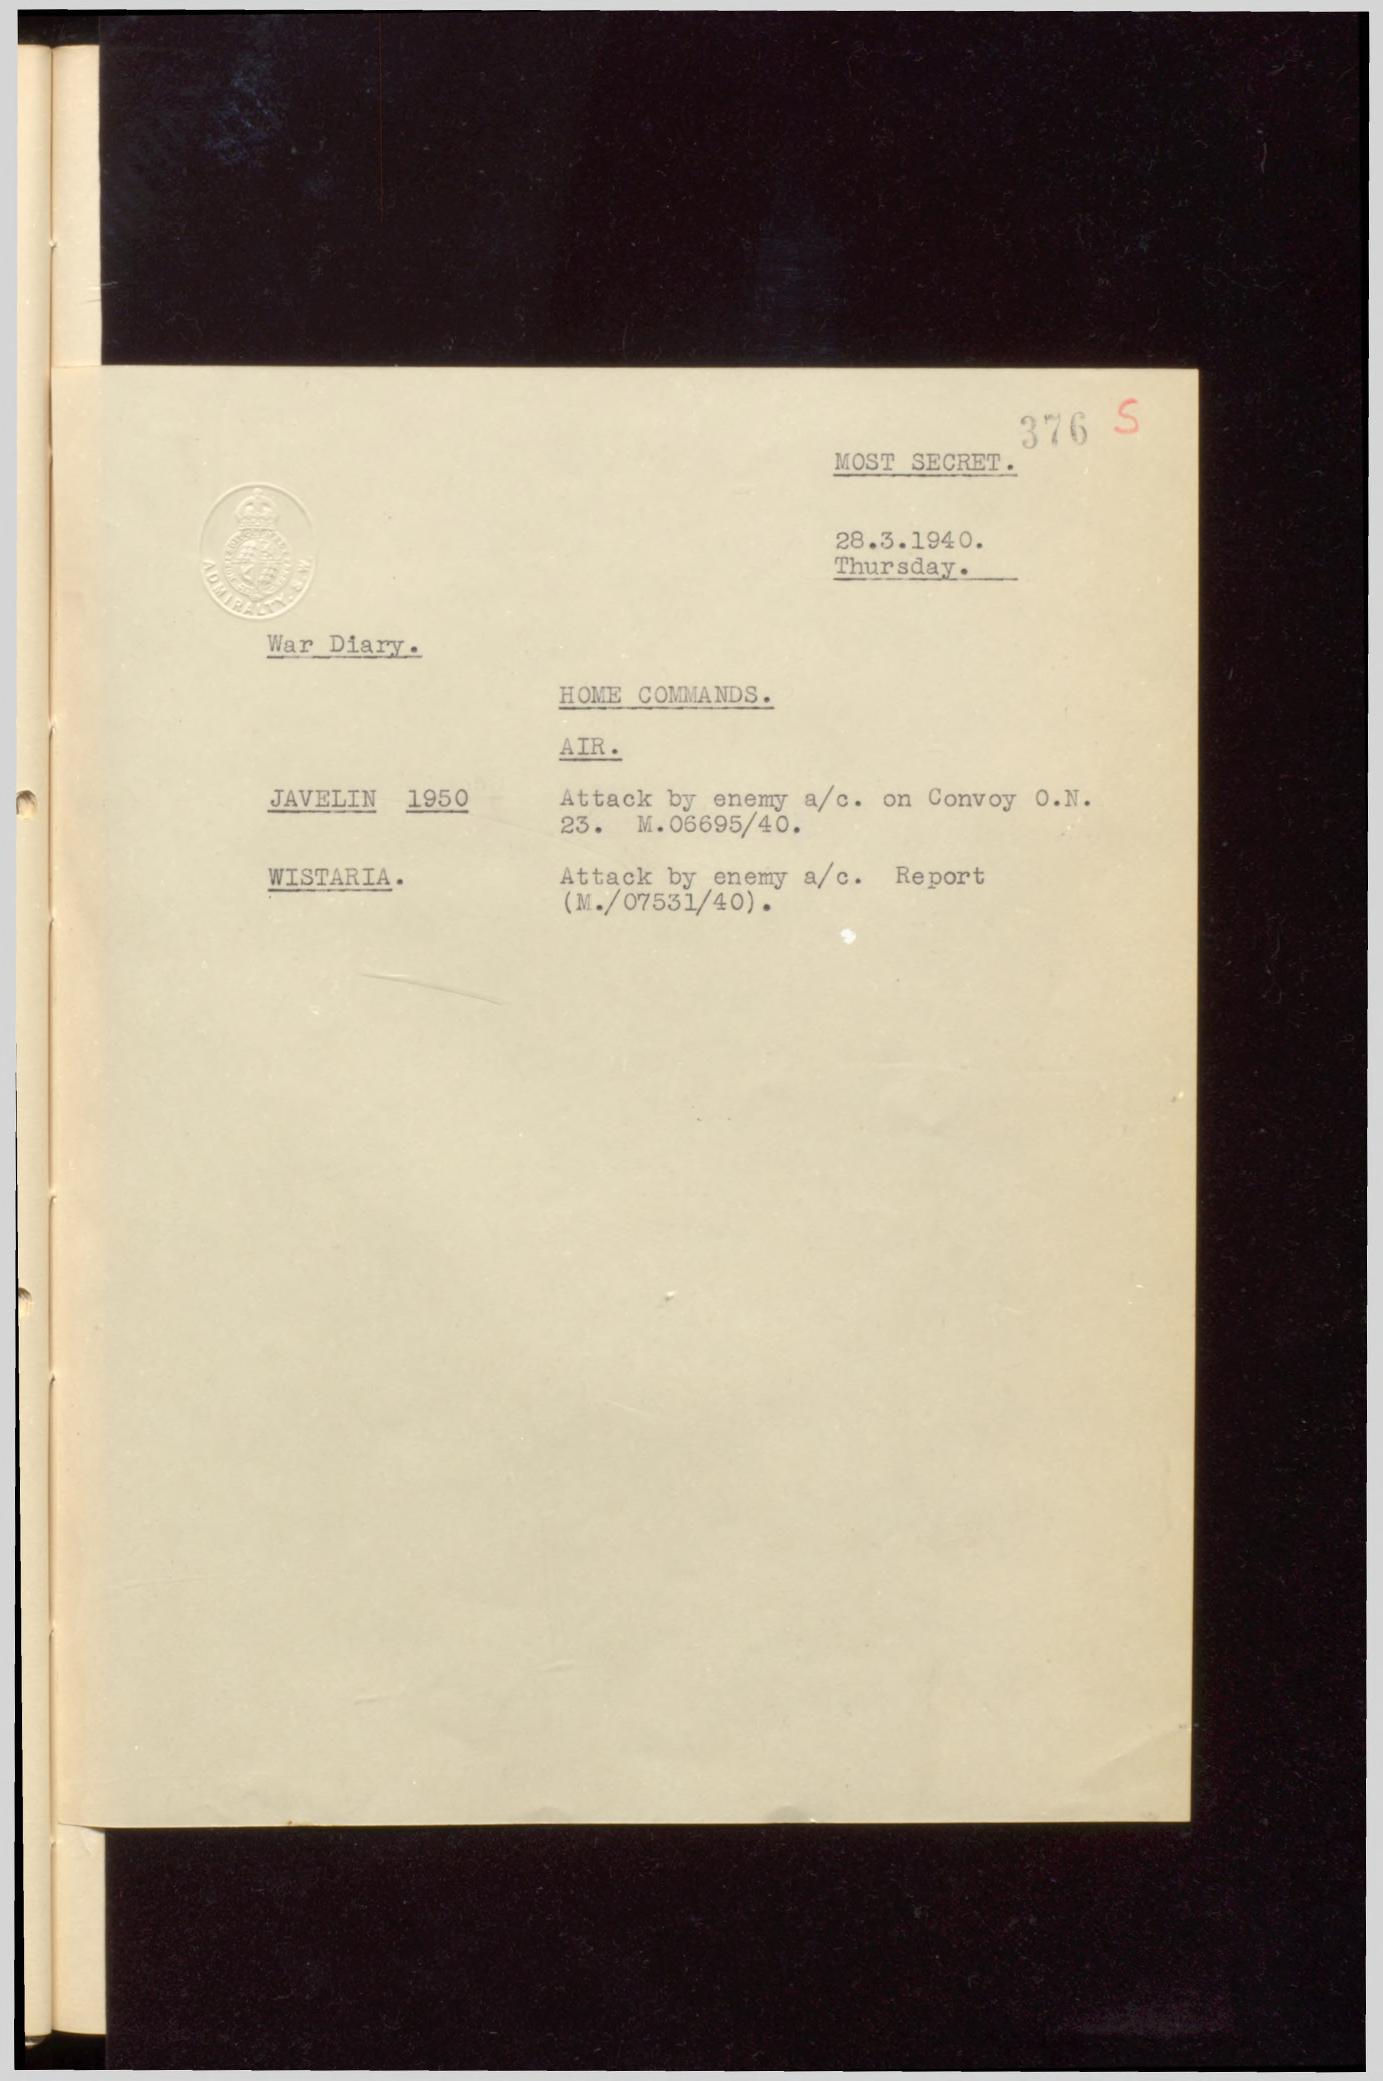 376 S
MOST SECRET.
28.3.1940.
Thursday.
ADMIRALTY. S.W.
War Diary.
HOME COMMANDS.
AIR.
JAVELIN 1950 Attack by enemy a/c. on Convoy O.N.
23. M.06695/40.
WISTARIA. Attack by enemy a/c. Report
(M./07531/40).